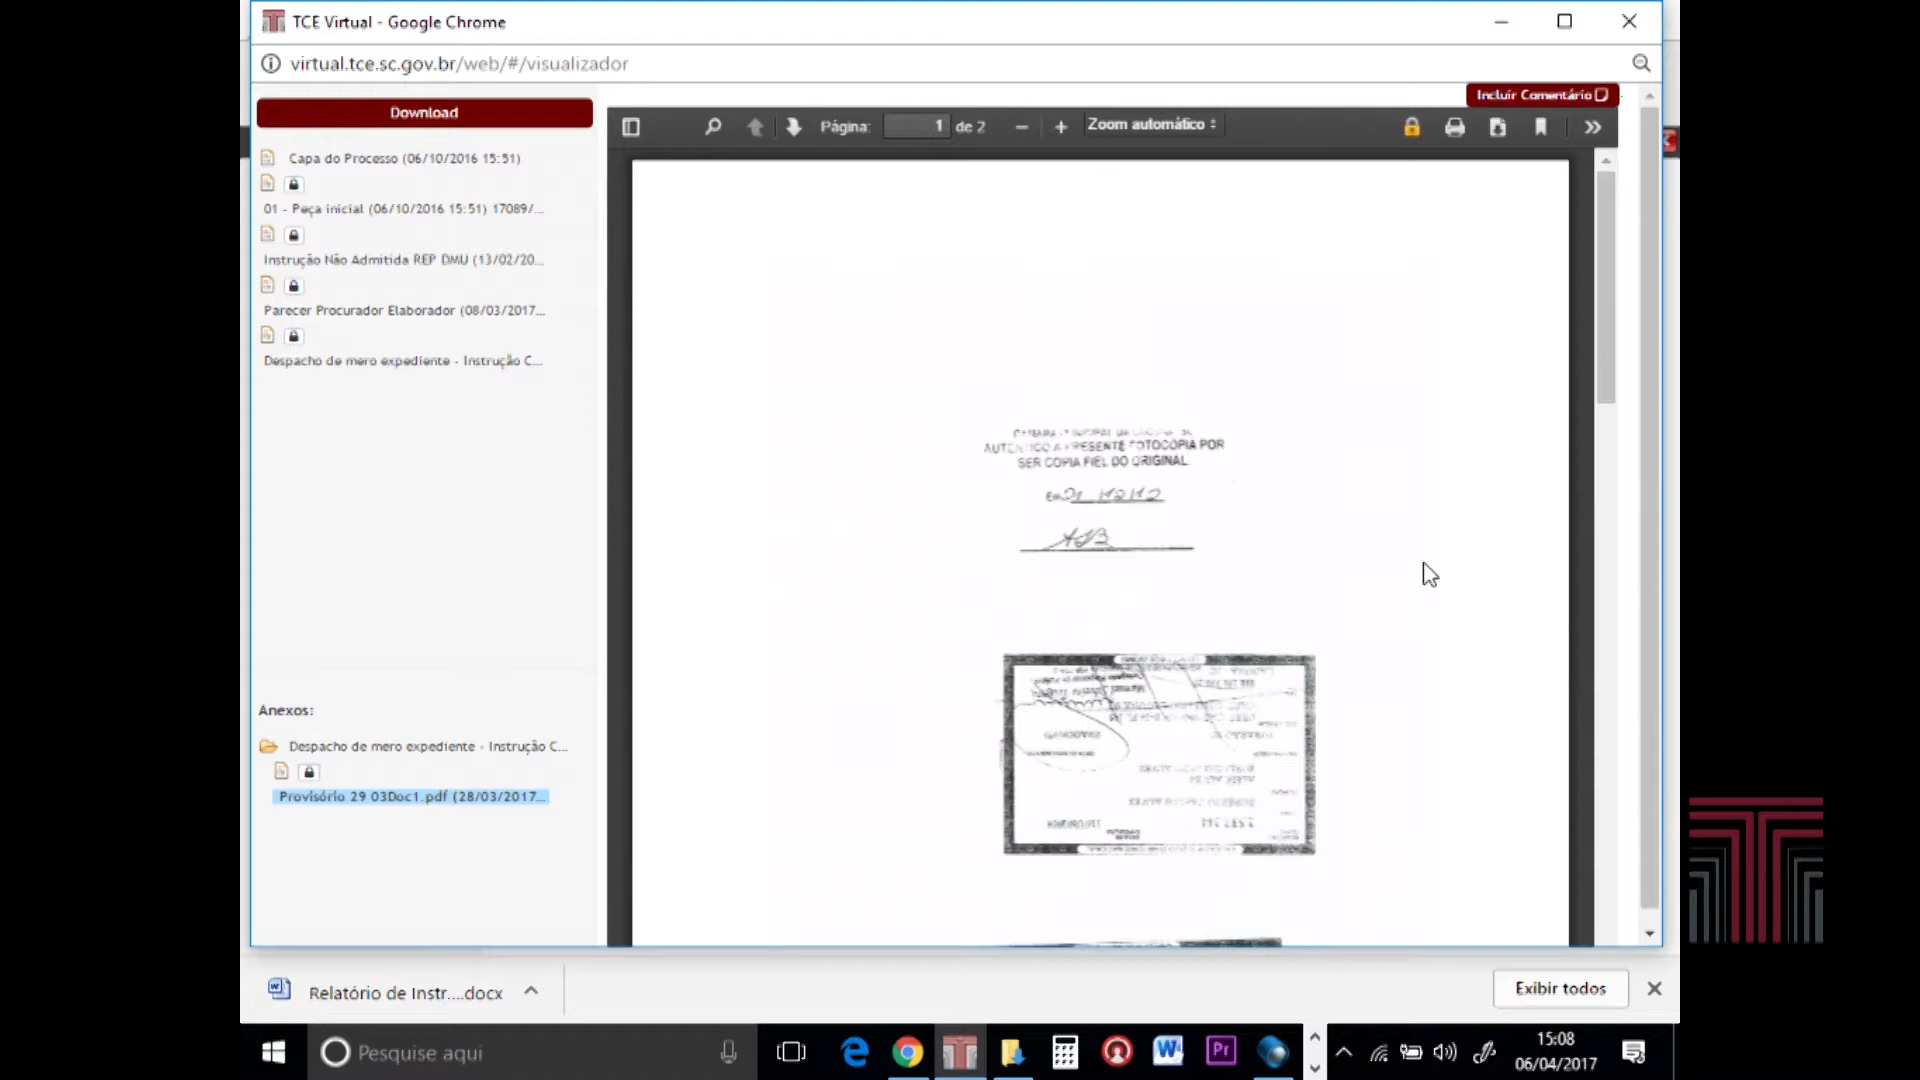 TCE Virtual - Google Chrome
virtual.tce.sc.gov.br/web/#/visualizador
Incluir Comentário
Download
Página: 1 de 2
Zoom automático
Capa do Processo (06/10/2016 15:51)
01 - Peça inicial (06/10/2016 15:51) 17089/...
Instrução Não Admitida REP DMU (13/02/20...
Parecer Procurador Elaborador (08/03/2017...
Despacho de mero expediente - Instrução C...
A PRESENTE FOTOCÓPIA POR
SER COPIA FIEL DO ORIGINAL
Em
Anexos:
Despacho de mero expediente - Instrução C...
Provisório 29 03Doc1.pdf (28/03/2017...
Relatório de Instr....docx
Exibir todos
Pesquise aqui
Pr
15:08
06/04/2017